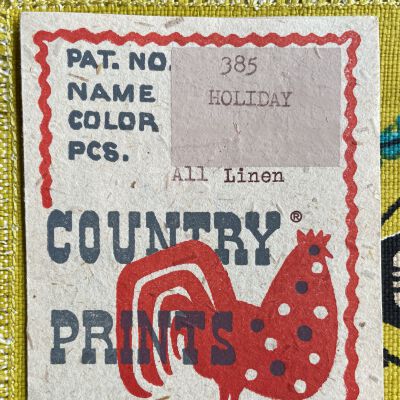 PAT. NO. 385
NAME HOLIDAY
COLOR
PCS.
All Linen
COUNTRY®
PRINTS